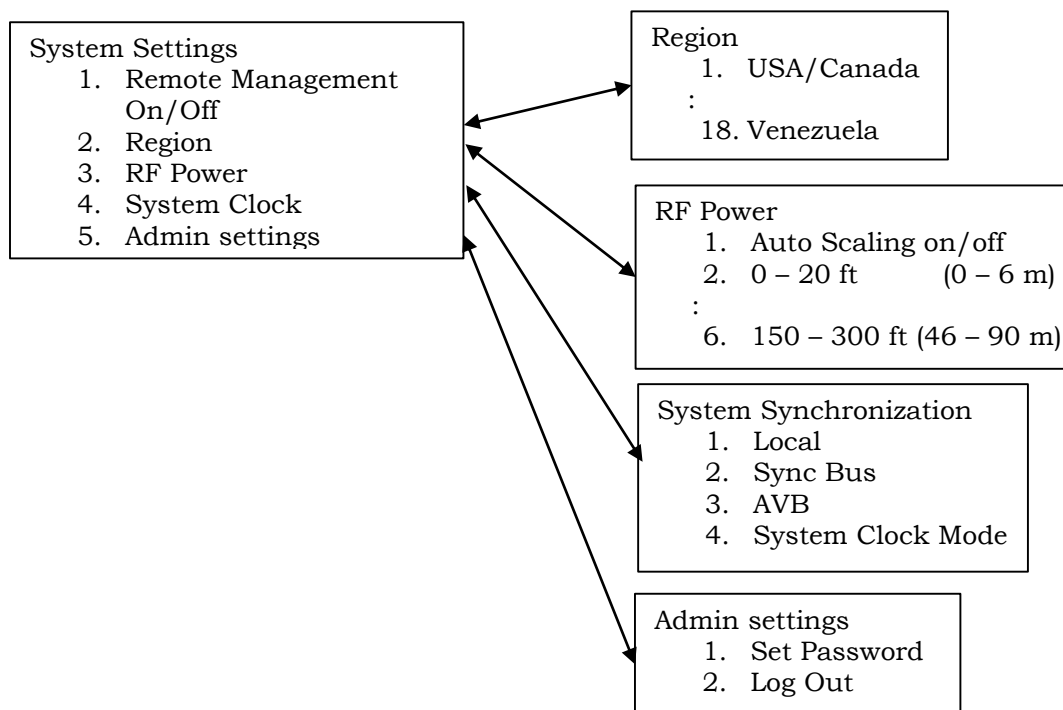 System Settings
1. Remote Management
On/Off
2. Region
3. RF Power
4. System Clock
5. Admin settings
Region
1. USA/Canada
:
18. Venezuela
RF Power
1. Auto Scaling on/off
2. 0 – 20 ft (0 – 6 m)
:
6. 150 – 300 ft (46 – 90 m)
System Synchronization
1. Local
2. Sync Bus
3. AVB
4. System Clock Mode
Admin settings
1. Set Password
2. Log Out